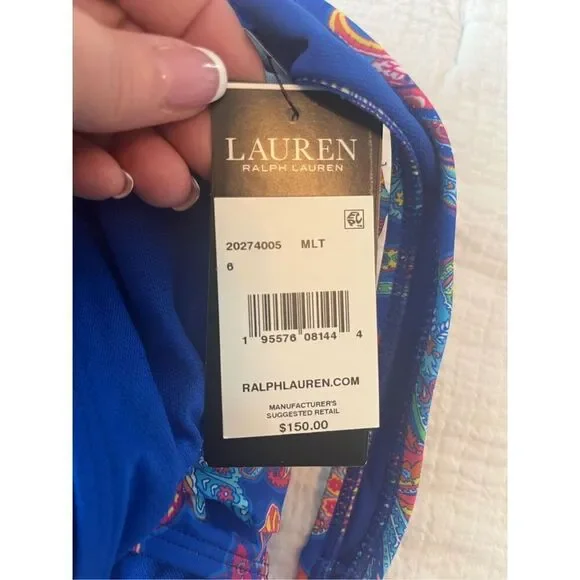 LAUREN
RALPH LAUREN
20274005 MLT
6
1 95576 08144 4
RALPHLAUREN.COM
MANUFACTURER'S
SUGGESTED RETAIL
$150.00